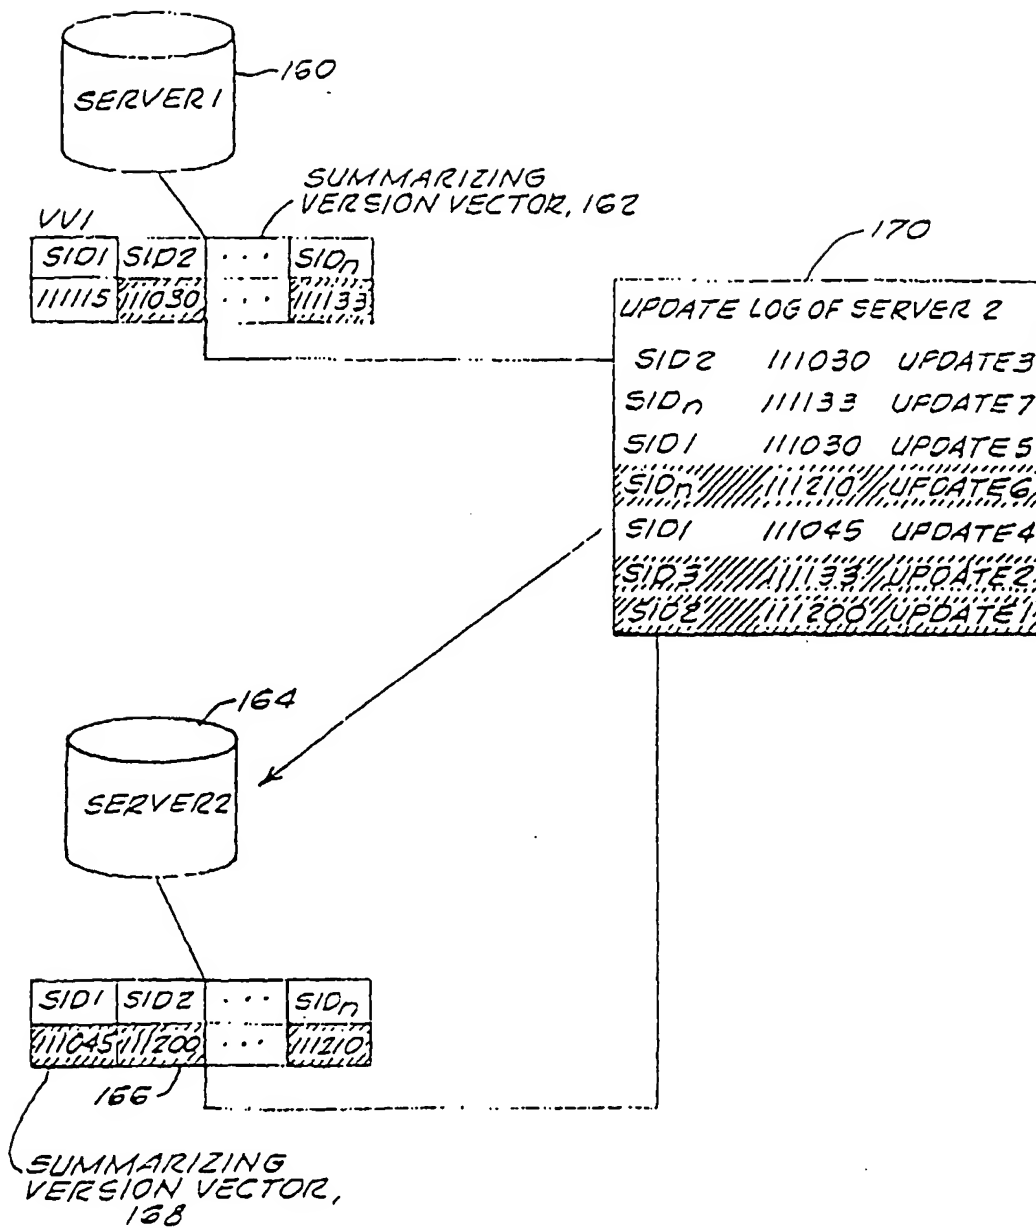 SERVER1
160
SUMMARIZING
VERSION VECTOR, 162
VV1
SID1 SID2 ... SIDn
111115 111030 ... 111133
170
UPDATE LOG OF SERVER 2
SID2 111030 UPDATE3
SIDn 111133 UPDATE7
SID1 111030 UPDATE5
SIDn 111210 UPDATE6
SID1 111045 UPDATE4
SID3 111133 UPDATE2
SID2 111200 UPDATE1
164
SERVER2
SID1 SID2 ... SIDn
111045 111200 ... 111210
166
SUMMARIZING
VERSION VECTOR,
168